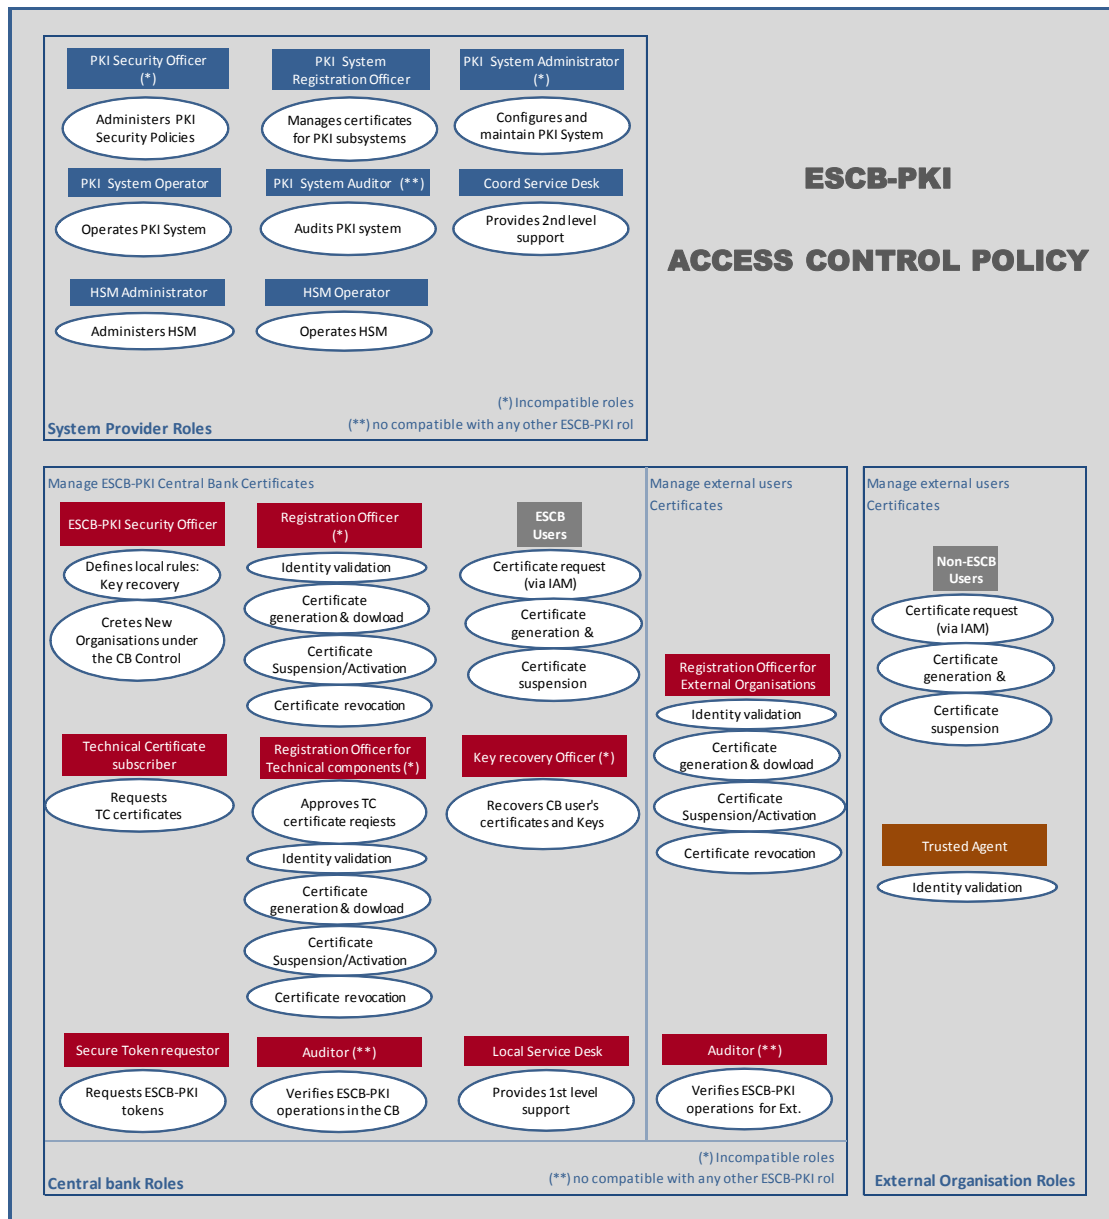 PKI Security Officer
(*)
Administers PKI
Security Policies
PKI System
Registration Officer
Manages certificates
for PKI subsystems
PKI System Administrator
(*)
Configures and
maintain PKI System
PKI System Operator
Operates PKI System
PKI System Auditor (**)
Audits PKI system
Coord Service Desk
Provides 2nd level
support
HSM Administrator
Administers HSM
HSM Operator
Operates HSM
(*) Incompatible roles
(**) no compatible with any other ESCB-PKI rol
System Provider Roles
ESCB-PKI
ACCESS CONTROL POLICY
Manage ESCB-PKI Central Bank Certificates
ESCB-PKI Security Officer
Defines local rules:
Key recovery
Cretes New
Organisations under
the CB Control
Registration Officer
(*)
Identity validation
Certificate
generation & dowload
Certificate
Suspension/Activation
Certificate revocation
ESCB
Users
Certificate request
(via IAM)
Certificate
generation &
Certificate
suspension
Technical Certificate
subscriber
Requests
TC certificates
Registration Officer for
Technical components (*)
Approves TC
certificate reqiests
Identity validation
Certificate
generation & dowload
Certificate
Suspension/Activation
Certificate revocation
Key recovery Officer (*)
Recovers CB user's
certificates and Keys
Secure Token requestor
Requests ESCB-PKI
tokens
Auditor (**)
Verifies ESCB-PKI
operations in the CB
Local Service Desk
Provides 1st level
support
Manage external users
Certificates
Registration Officer for
External Organisations
Identity validation
Certificate
generation & dowload
Certificate
Suspension/Activation
Certificate revocation
Auditor (**)
Verifies ESCB-PKI
operations for Ext.
(*) Incompatible roles
(**) no compatible with any other ESCB-PKI rol
Central bank Roles
Manage external users
Certificates
Non-ESCB
Users
Certificate request
(via IAM)
Certificate
generation &
Certificate
suspension
Trusted Agent
Identity validation
External Organisation Roles